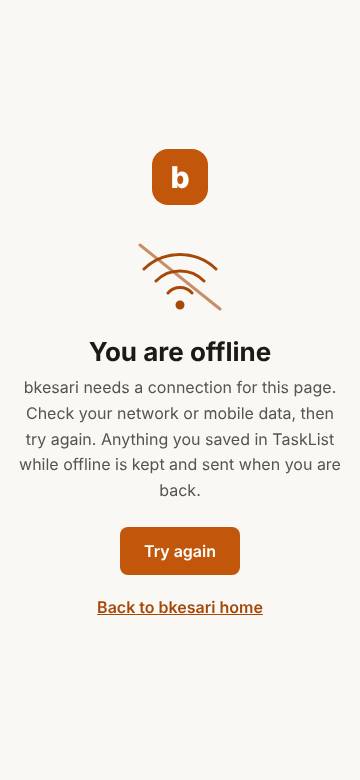 b
You are offline
bkesari needs a connection for this page.
Check your network or mobile data, then
try again. Anything you saved in TaskList
while offline is kept and sent when you are
back.
Try again
Back to bkesari home